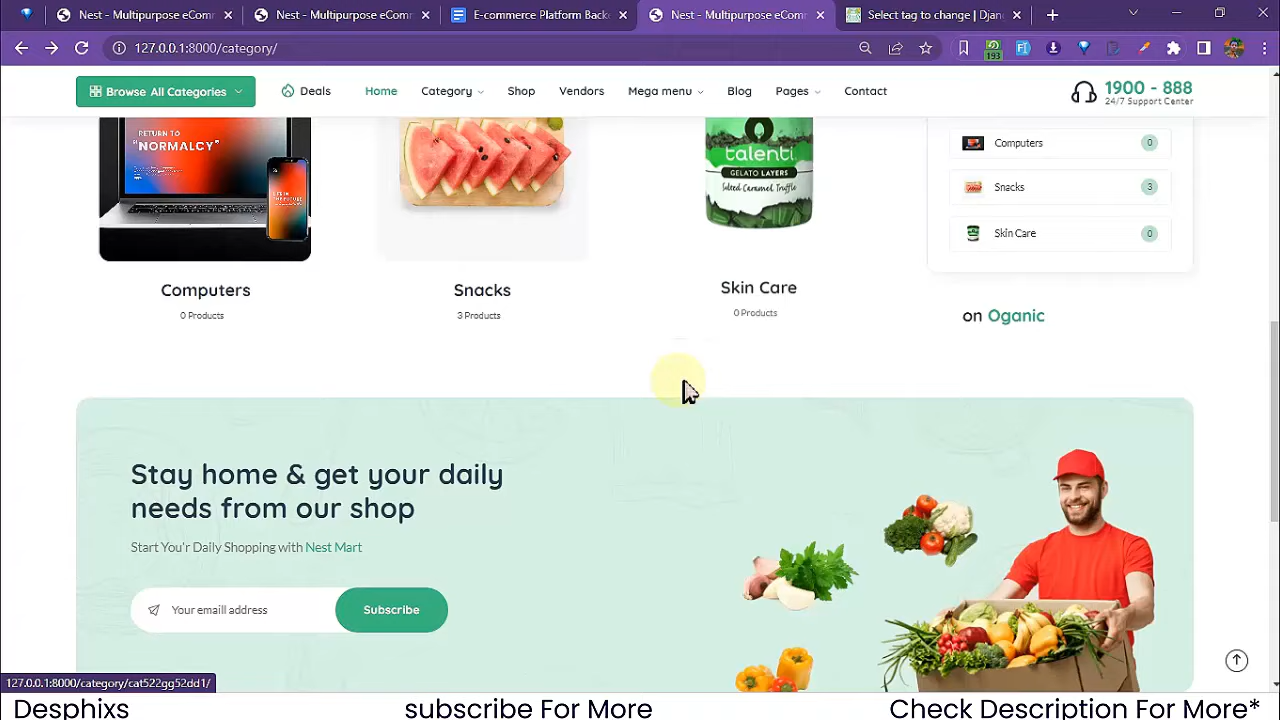 Nest - Multipurpose eComm
Nest - Multipurpose eComm
E-commerce Platform Back
Nest - Multipurpose eComm
Select tag to change | Djan
127.0.0.1:8000/category/
193
Browse All Categories
Deals
Home
Category
Shop
Vendors
Mega menu
Blog
Pages
Contact
1900 - 888
24/7 Support Center
RETURN TO
"NORMALCY"
talenti
GELATO LAYERS
Salted Caramel Truffle
Computers
0
Snacks
3
Skin Care
0
Computers
0 Products
Snacks
3 Products
Skin Care
0 Products
on Oganic
Stay home & get your daily
needs from our shop
Start You'r Daily Shopping with Nest Mart
Your emaill address
Subscribe
127.0.0.1:8000/category/cat522gg52dd1/
Desphixs
subscribe For More
Check Description For More*